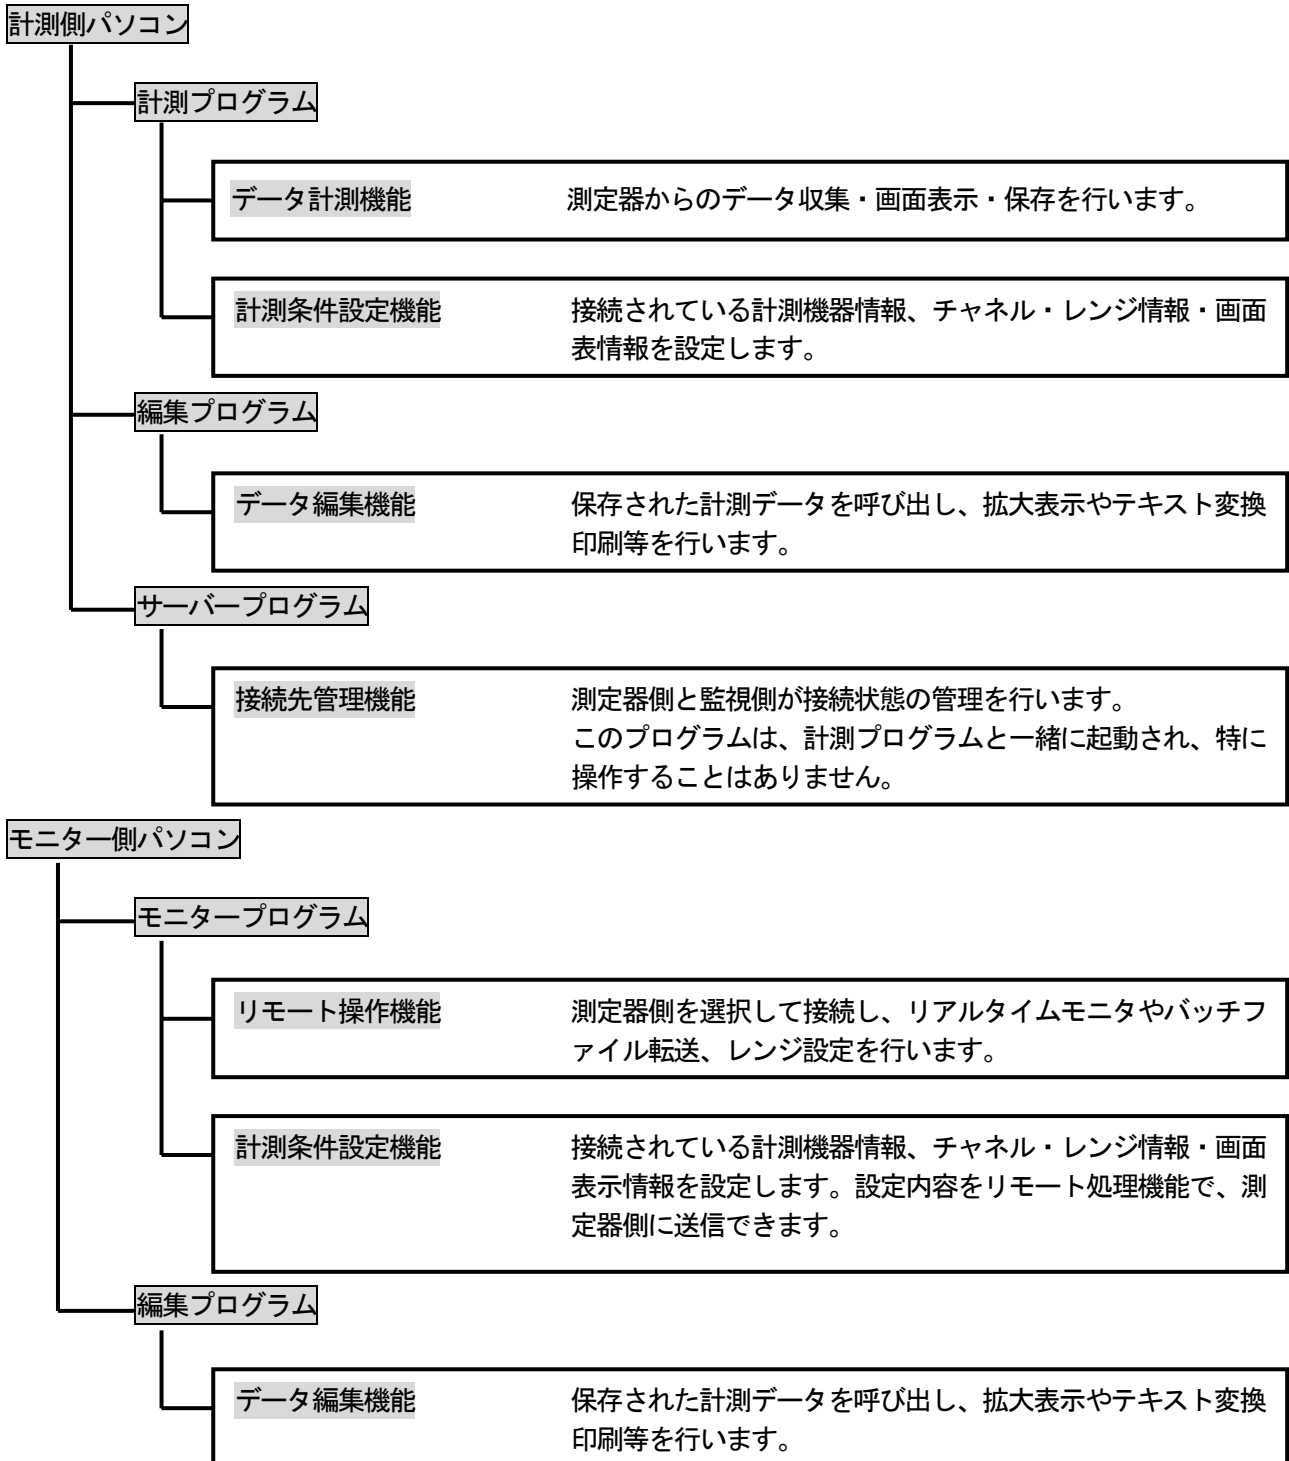 計測側パソコン
計測プログラム
データ計測機能 測定器からのデータ収集・画面表示・保存を行います。
計測条件設定機能 接続されている計測機器情報、チャネル・レンジ情報・画面
表情報を設定します。
編集プログラム
データ編集機能 保存された計測データを呼び出し、拡大表示やテキスト変換
印刷等を行います。
サーバープログラム
接続先管理機能 測定器側と監視側が接続状態の管理を行います。
このプログラムは、計測プログラムと一緒に起動され、特に
操作することはありません。
モニター側パソコン
モニタープログラム
リモート操作機能 測定器側を選択して接続し、リアルタイムモニタやバッチフ
ァイル転送、レンジ設定を行います。
計測条件設定機能 接続されている計測機器情報、チャネル・レンジ情報・画面
表示情報を設定します。設定内容をリモート処理機能で、測
定器側に送信できます。
編集プログラム
データ編集機能 保存された計測データを呼び出し、拡大表示やテキスト変換
印刷等を行います。